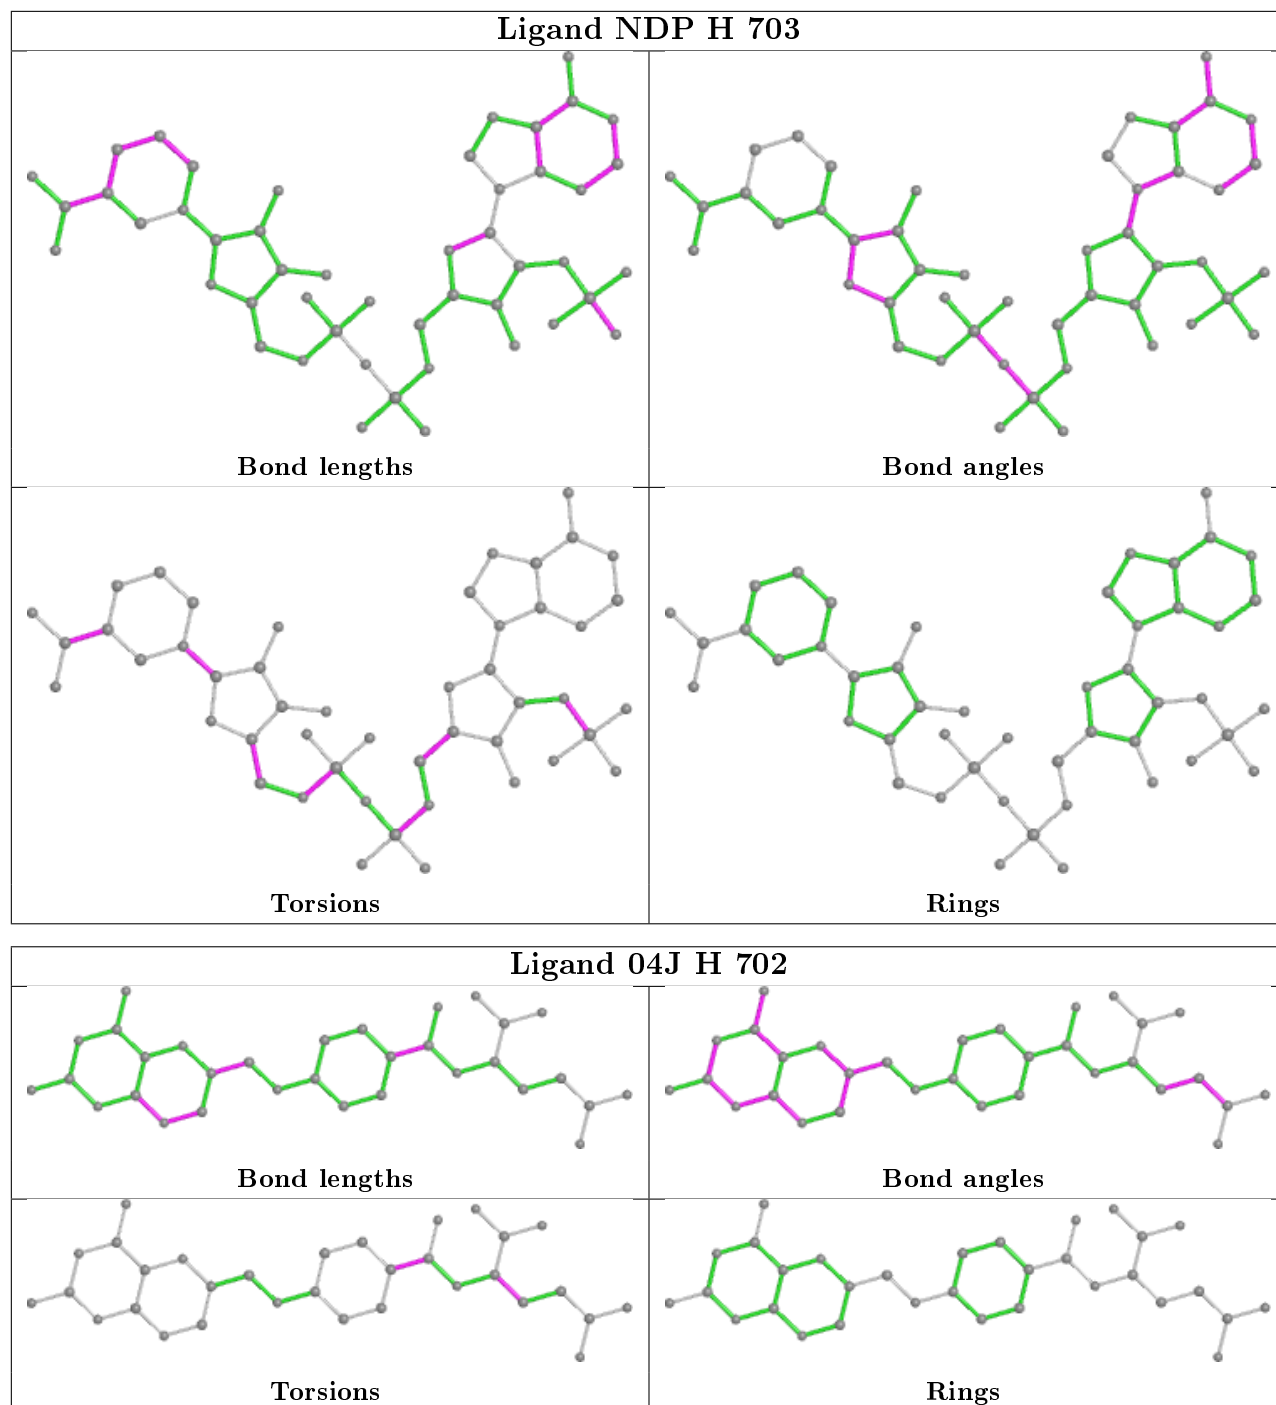 Ligand NDP H 703
Bond lengths
Bond angles
Torsions
Rings
Ligand 04J H 702
Bond lengths
Bond angles
Torsions
Rings